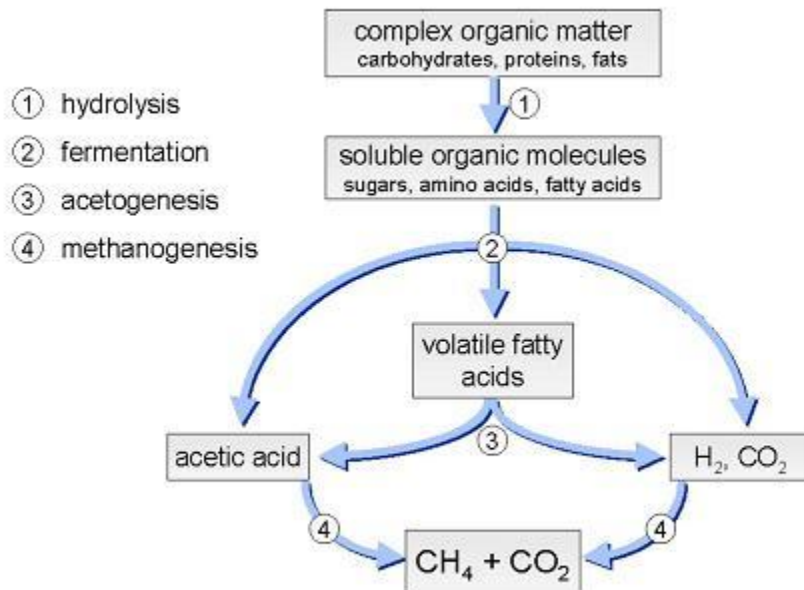 complex organic matter
carbohydrates, proteins, fats
① hydrolysis
② fermentation
③ acetogenesis
④ methanogenesis
①
soluble organic molecules
sugars, amino acids, fatty acids
②
volatile fatty
acids
acetic acid
③
H₂, CO₂
④
④
CH₄ + CO₂